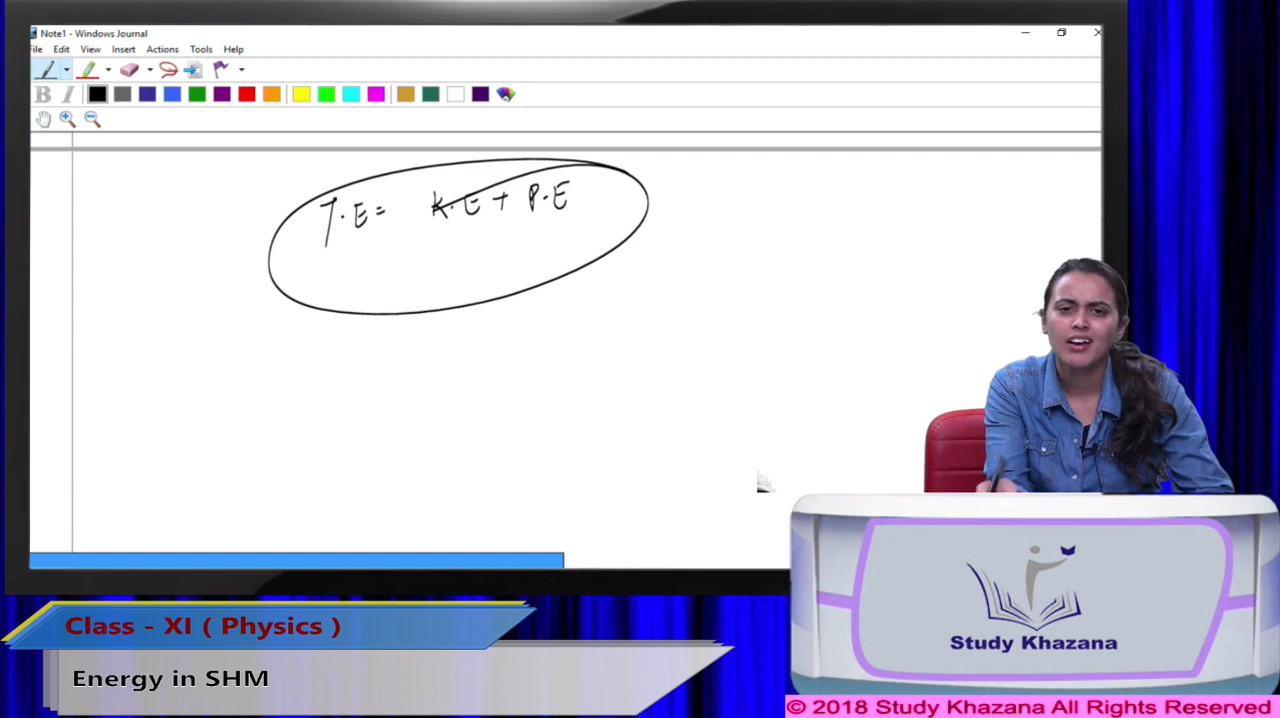 Note1 - Windows Journal
File Edit View Insert Actions Tools Help
B I
T.E = K.E + P.E
Study Khazana
Class - XI ( Physics )
Energy in SHM
© 2018 Study Khazana All Rights Reserved